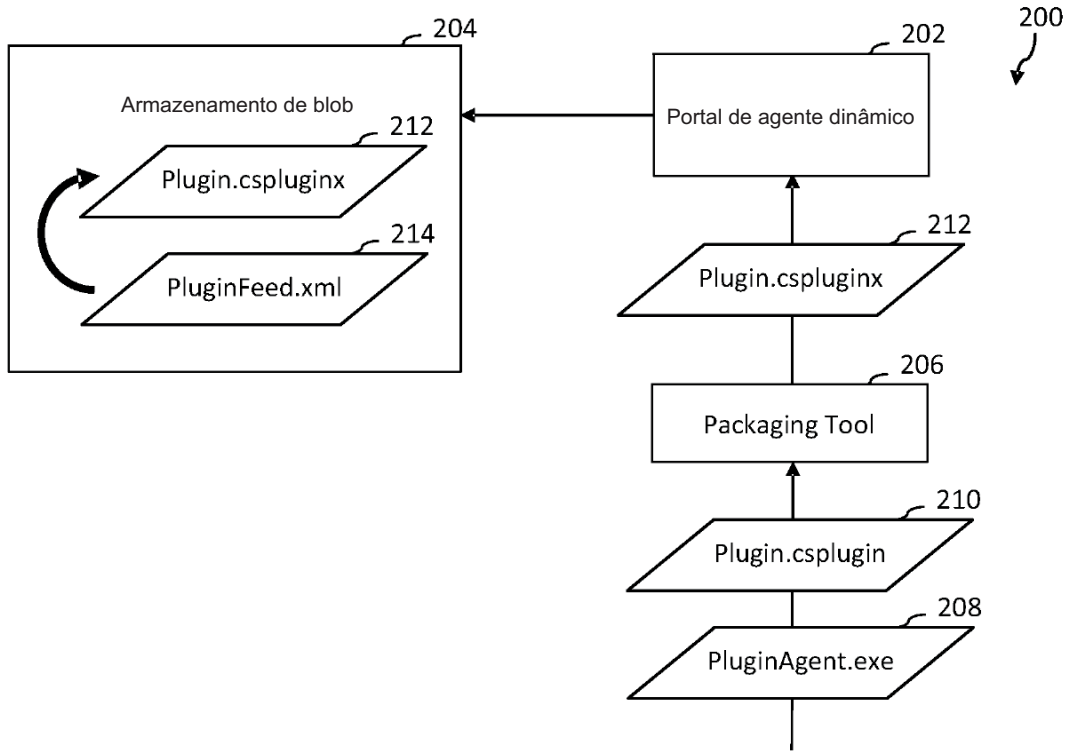 200
204
202
Armazenamento de blob
Portal de agente dinâmico
212
Plugin.cspluginx
214
PluginFeed.xml
212
Plugin.cspluginx
206
Packaging Tool
210
Plugin.csplugin
208
PluginAgent.exe